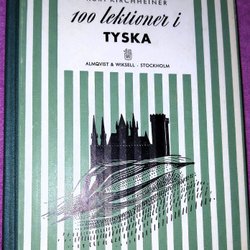 KIRCHHEINER
100 lektioner i
TYSKA
ALMQVIST & WIKSELL · STOCKHOLM